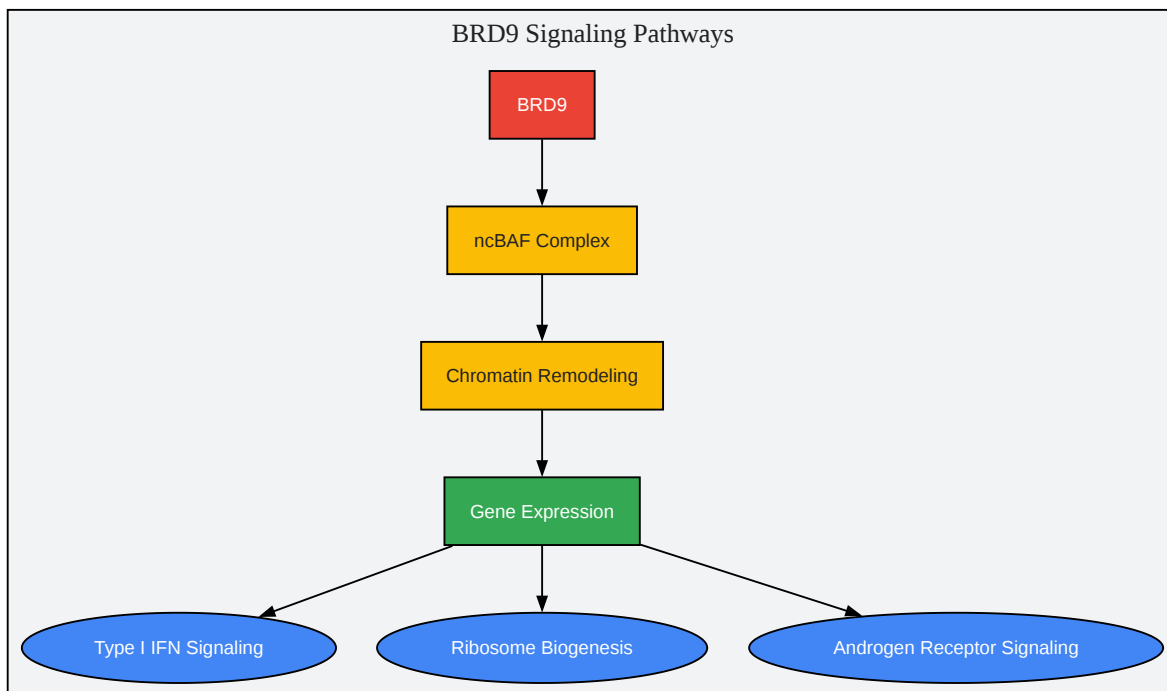 BRD9 Signaling Pathways
BRD9
ncBAF Complex
Chromatin Remodeling
Gene Expression
Type I IFN Signaling
Ribosome Biogenesis
Androgen Receptor Signaling